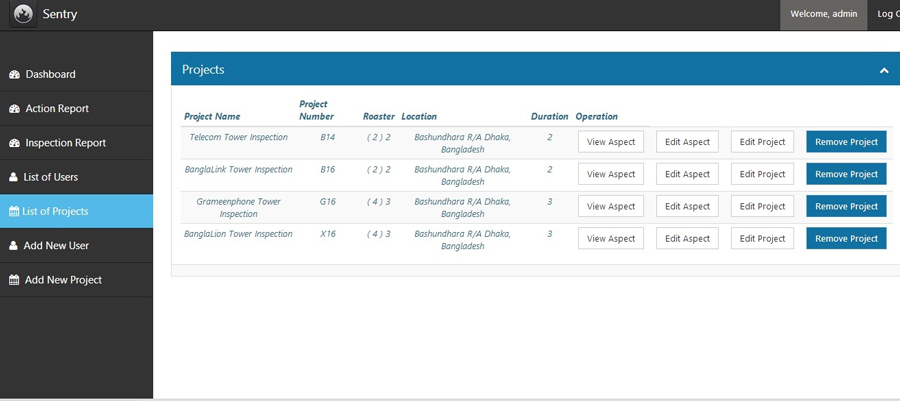 Sentry
Welcome, admin
Log
Dashboard
Action Report
Inspection Report
List of Users
List of Projects
Add New User
Add New Project
Projects
Project Name Project Number Roaster Location Duration Operation
Telecom Tower Inspection B14 ( 2 ) 2 Bashundhara R/A Dhaka, 2 View Aspect Edit Aspect Edit Project Remove Project
Bangladesh
BanglaLink Tower Inspection B16 ( 2 ) 2 Bashundhara R/A Dhaka, 2 View Aspect Edit Aspect Edit Project Remove Project
Bangladesh
Grameenphone Tower G16 ( 4 ) 3 Bashundhara R/A Dhaka, 3 View Aspect Edit Aspect Edit Project Remove Project
Inspection Bangladesh
BanglaLion Tower Inspection X16 ( 4 ) 3 Bashundhara R/A Dhaka, 3 View Aspect Edit Aspect Edit Project Remove Project
Bangladesh